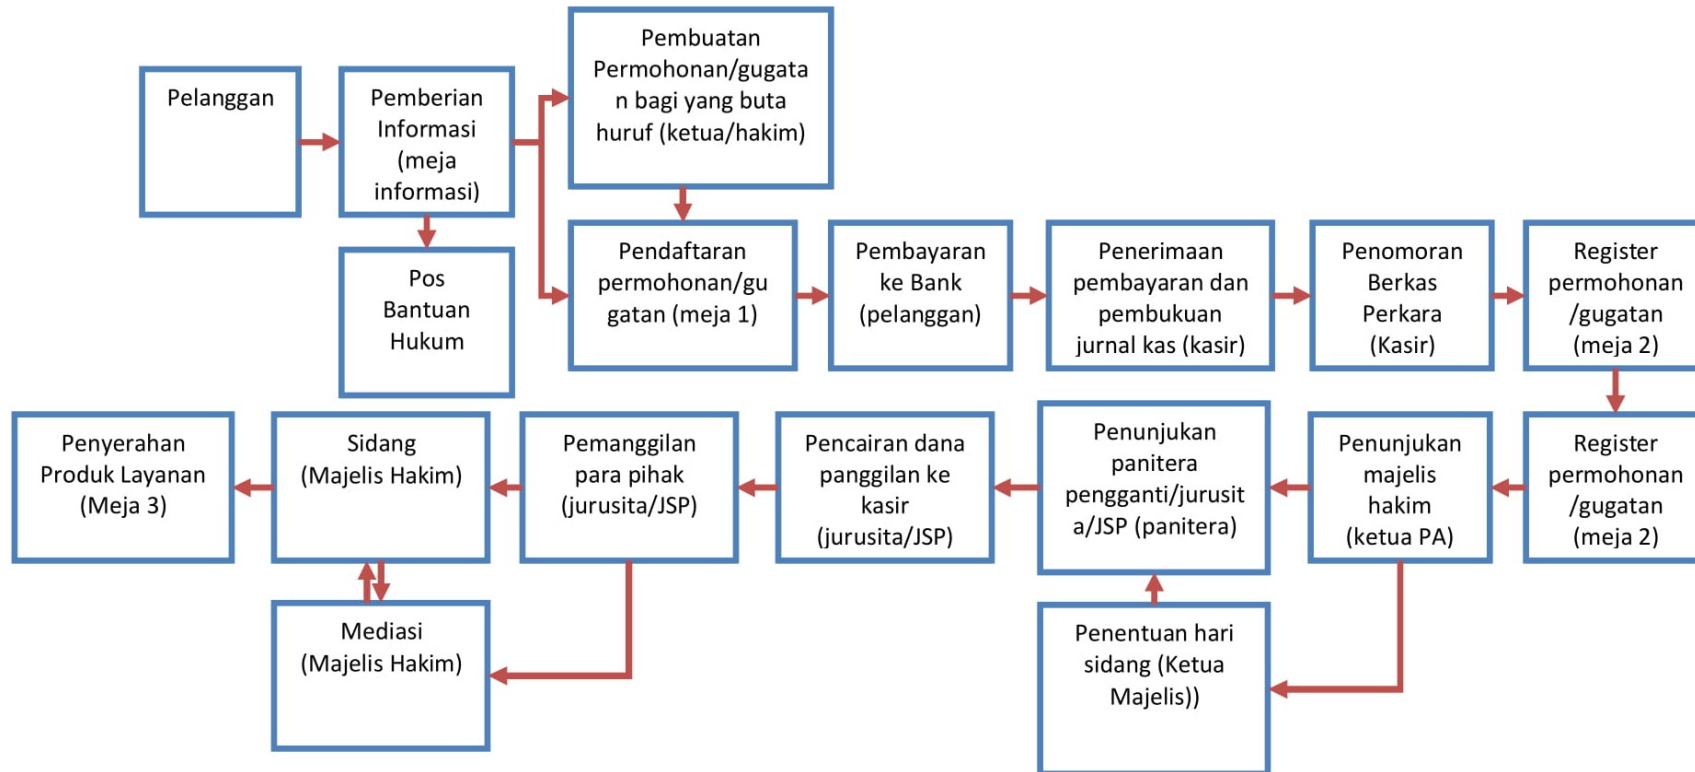 Pelanggan
Pemberian
Informasi
(meja
informasi)
Pos
Bantuan
Hukum
Pembuatan
Permohonan/gugata
n bagi yang buta
huruf (ketua/hakim)
Pendaftaran
permohonan/gu
gatan (meja 1)
Pembayaran
ke Bank
(pelanggan)
Penerimaan
pembayaran dan
pembukuan
jurnal kas (kasir)
Penomoran
Berkas
Perkara
(Kasir)
Register
permohonan
/gugatan
(meja 2)
Register
permohonan
/gugatan
(meja 2)
Penunjukan
majelis
hakim
(ketua PA)
Penentuan hari
sidang (Ketua
Majelis))
Penunjukan
panitera
pengganti/jurusit
a/JSP (panitera)
Pencairan dana
panggilan ke
kasir
(jurusita/JSP)
Pemanggilan
para pihak
(jurusita/JSP)
Sidang
(Majelis Hakim)
Mediasi
(Majelis Hakim)
Penyerahan
Produk Layanan
(Meja 3)